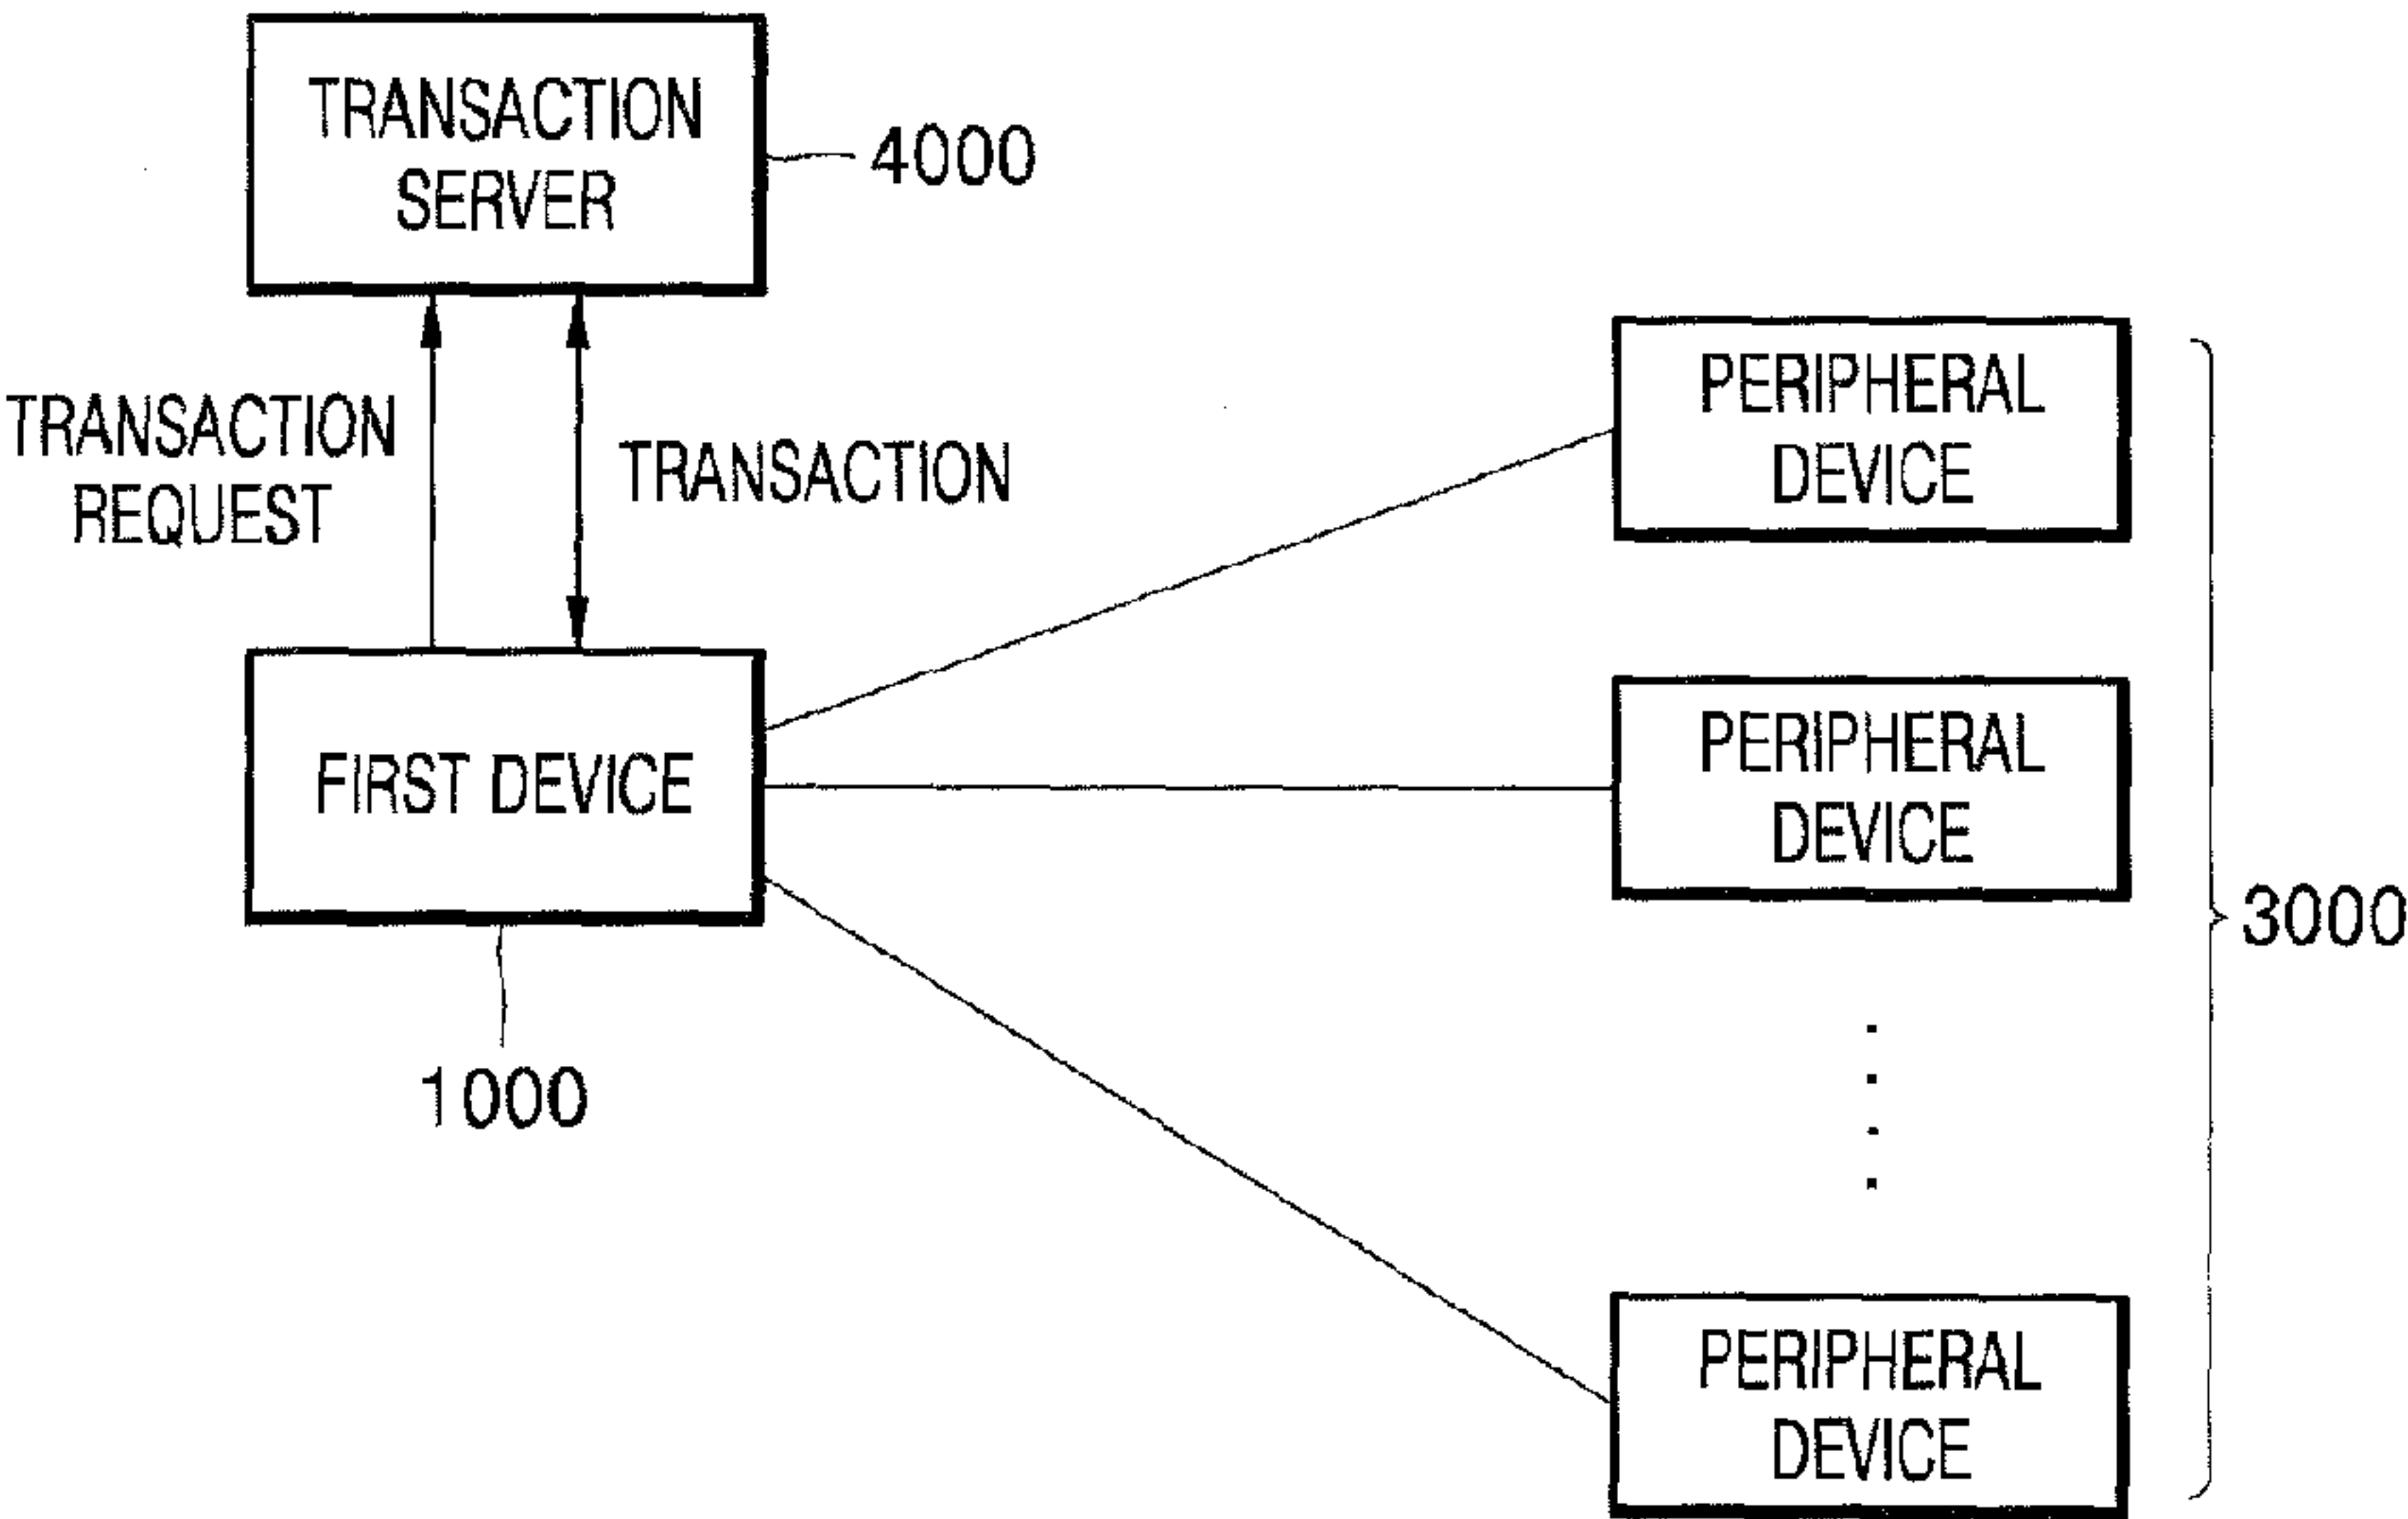 TRANSACTION
SERVER
4000
TRANSACTION
REQUEST
TRANSACTION
PERIPHERAL
DEVICE
FIRST DEVICE
1000
PERIPHERAL
DEVICE
3000
PERIPHERAL
DEVICE